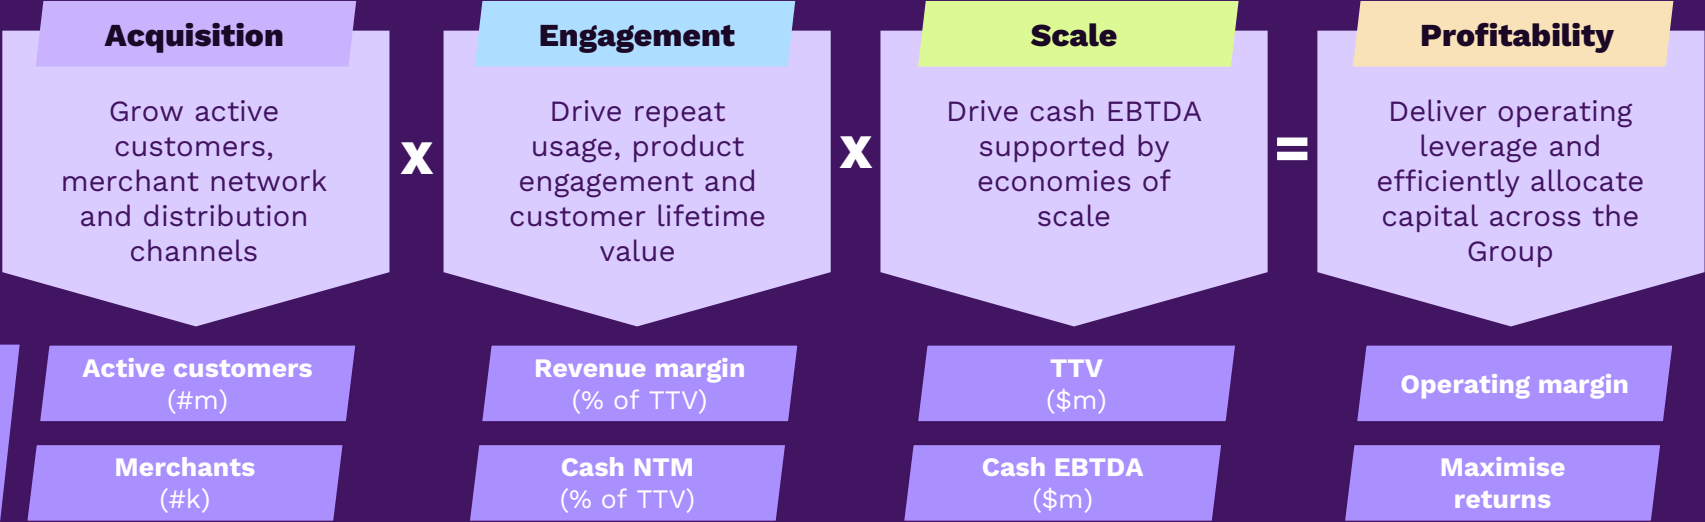 Acquisition
Grow active
customers,
merchant network
and distribution
channels
x
Engagement
Drive repeat
usage, product
engagement and
customer lifetime
value
x
Scale
Drive cash EBTDA
supported by
economies of
scale
=
Profitability
Deliver operating
leverage and
efficiently allocate
capital across the
Group
Active customers
(#m)
Revenue margin
(% of TTV)
TTV
($m)
Operating margin
Merchants
(#k)
Cash NTM
(% of TTV)
Cash EBTDA
($m)
Maximise
returns